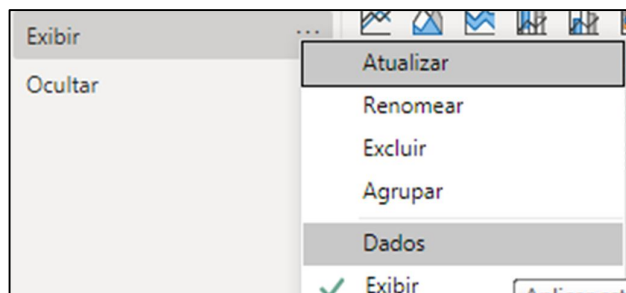 Exibir
...
Ocultar
Atualizar
Renomear
Excluir
Agrupar
Dados
Exibir